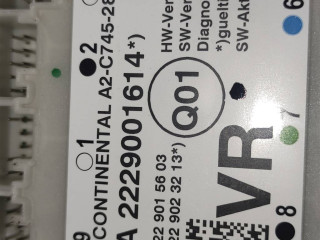 CONTINENTAL A2-C745-28
A 2229001614*)
22 901 56 03
22 902 32 13*)
HW-Ver
SW-Ver
Diagno
*)gueltig
SW-Akt
Q01
VR
9
1
2
6
7
8